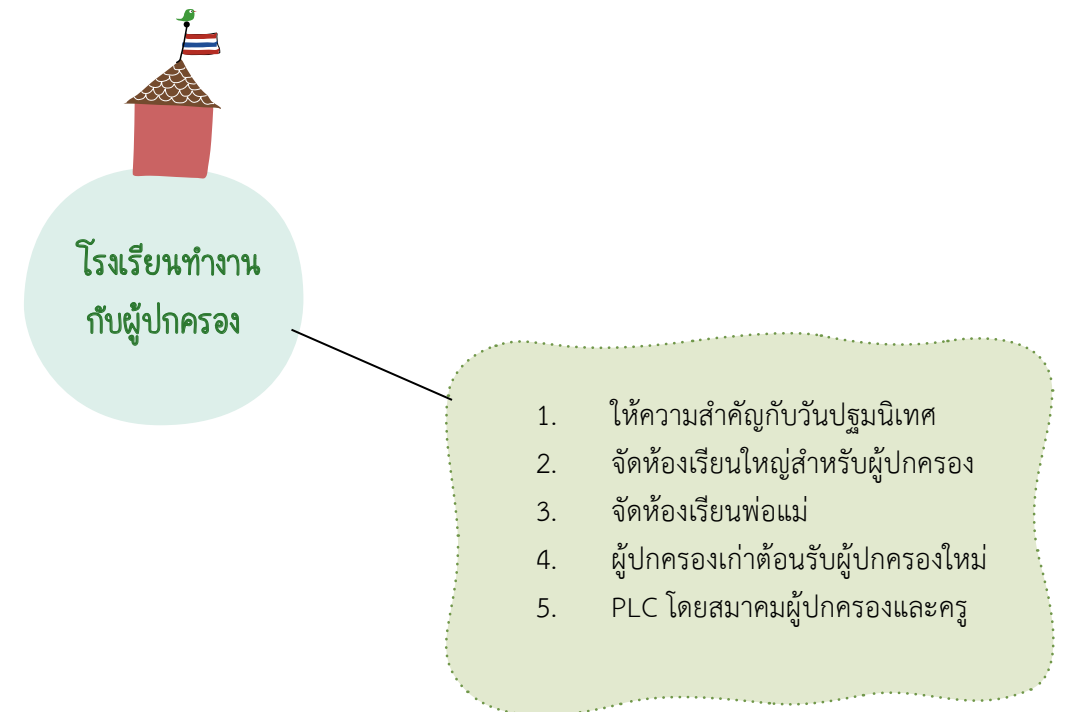 โรงเรียนทำงาน
กับผู้ปกครอง
1. ให้ความสำคัญกับวันปฐมนิเทศ
2. จัดห้องเรียนใหญ่สำหรับผู้ปกครอง
3. จัดห้องเรียนพ่อแม่
4. ผู้ปกครองเก่าต้อนรับผู้ปกครองใหม่
5. PLC โดยสมาคมผู้ปกครองและครู